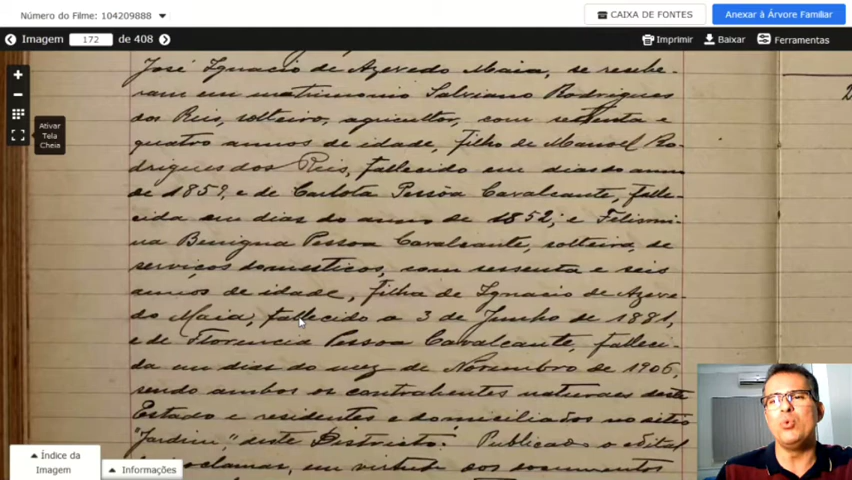 Número do Filme: 104209888
CAIXA DE FONTES
Anexar à Árvore Familiar
Imagem 172 de 408
Imprimir
Baixar
Ferramentas
Ativar
Tela
Cheia
José Ignacio de Azevedo Maia, se recebe-
ram em matrimonio Salviano Rodrigues
dos Reis, solteiro, agricultor, com setenta e
quatro annos de idade, filho de Manoel Ro-
drigues dos Reis, fallecido em dias do anno
de 1852, e de Carlota Pessôa Cavalcante, falle-
cida em dias do anno de 1852; e Felismi-
na Benigna Pessoa Cavalcante, solteira, de
serviços domesticos, com sessenta e seis
annos de idade, filha de Ignacio de Azeve-
do Maia, fallecido a 3 de Junho de 1881,
e de Florencia Pessôa Cavalcante, falleci-
da em dias do mez de Novembro de 1906,
sendo ambos os contrahentes naturaes deste
Estado e residentes e domiciliados no sitio
"Jardim", deste Districto. Publicado o edital
proclamas, em virtude dos documentos
Índice da
Imagem
Informações